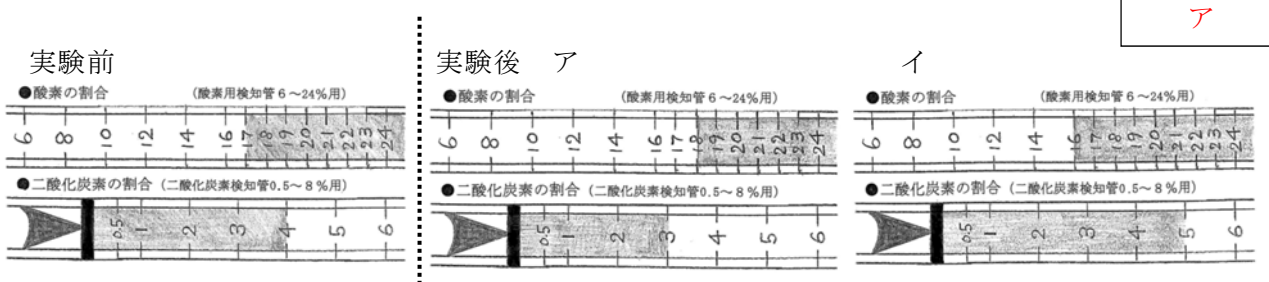 ア
実験前
●酸素の割合 (酸素用検知管6~24%用)
6 8 10 12 14 16 17 18 19 20 21 22 23 24
●二酸化炭素の割合 (二酸化炭素検知管0.5~8%用)
0.5 1 2 3 4 5 6
実験後 ア
●酸素の割合 (酸素用検知管6~24%用)
6 8 10 12 14 16 17 18 19 20 21 22 23 24
●二酸化炭素の割合 (二酸化炭素検知管0.5~8%用)
0.5 1 2 3 4 5 6
イ
●酸素の割合 (酸素用検知管6~24%用)
6 8 10 12 14 16 17 18 19 20 21 22 23 24
●二酸化炭素の割合 (二酸化炭素検知管0.5~8%用)
0.5 1 2 3 4 5 6